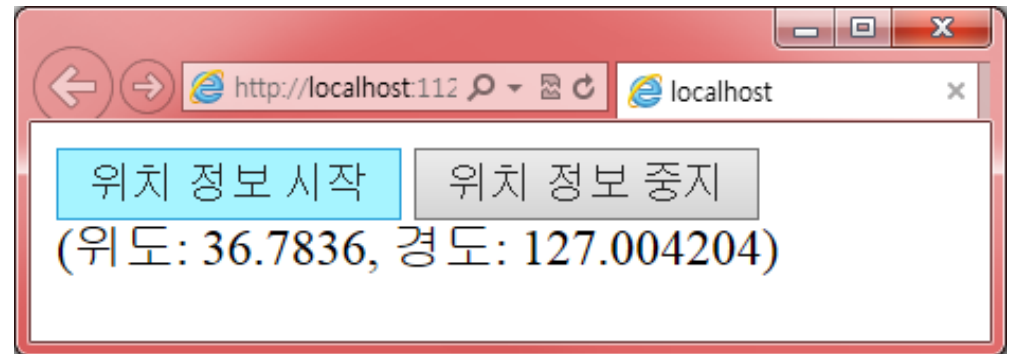 http://localhost:112
localhost
위치 정보 시작 위치 정보 중지
(위도: 36.7836, 경도: 127.004204)